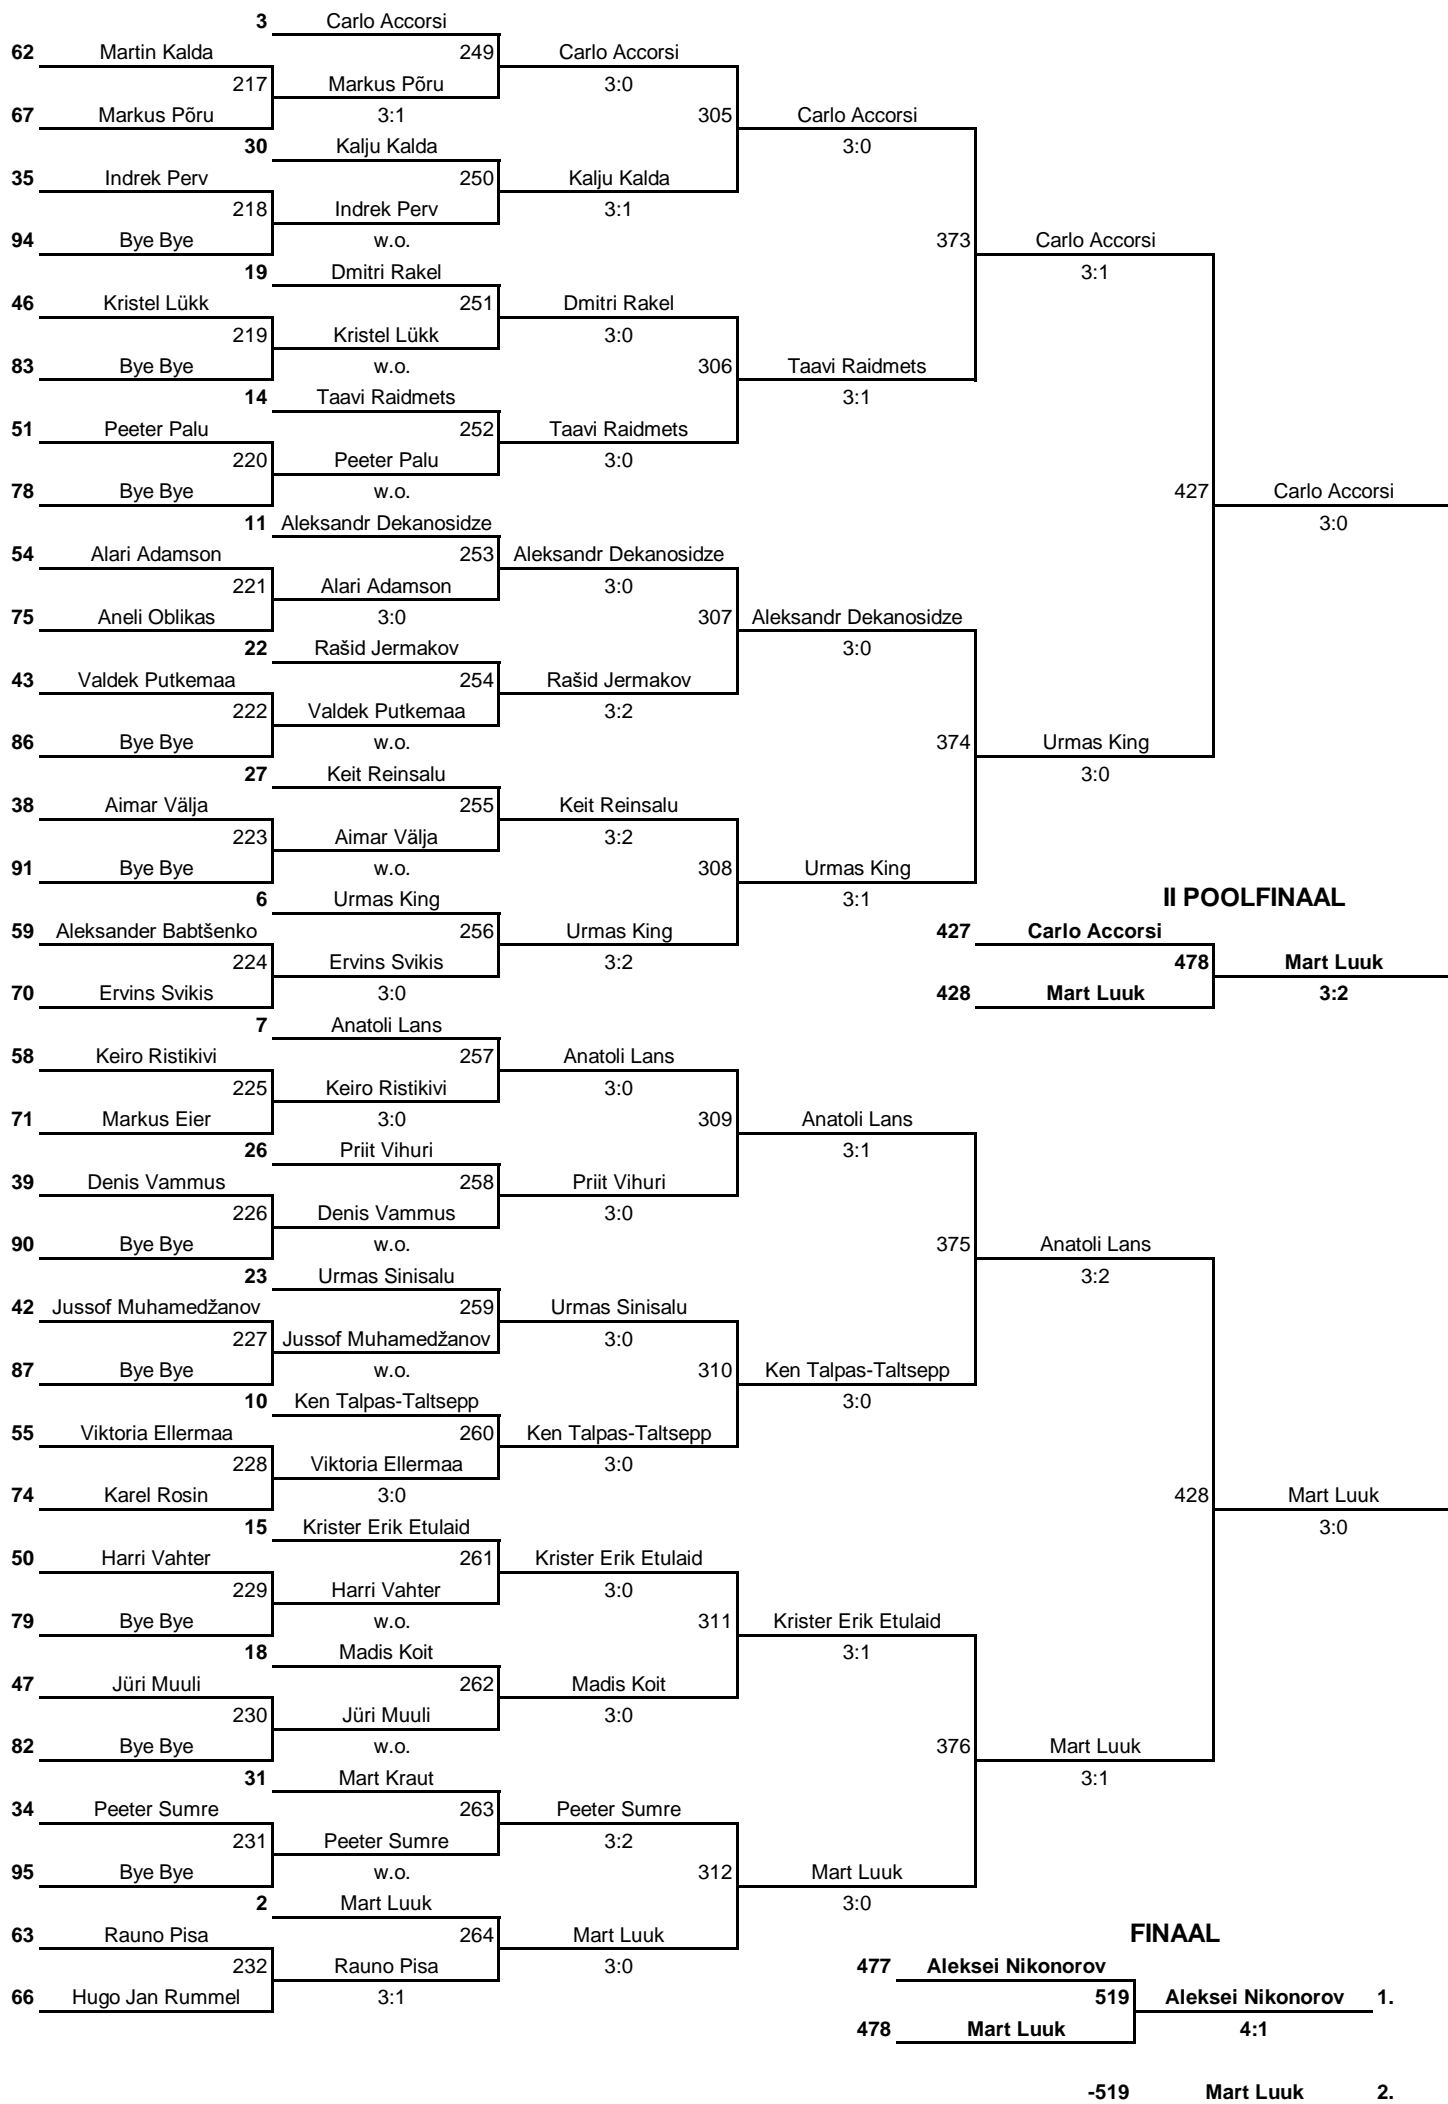 3 Carlo Accorsi
62 Martin Kalda 249 Carlo Accorsi
217 Markus Põru 3:0
67 Markus Põru 3:1 305 Carlo Accorsi
30 Kalju Kalda 3:0
35 Indrek Perv 250 Kalju Kalda
218 Indrek Perv 3:1
94 Bye Bye w.o. 373 Carlo Accorsi
19 Dmitri Rakel 3:1
46 Kristel Lükk 251 Dmitri Rakel
219 Kristel Lükk 3:0
83 Bye Bye w.o. 306 Taavi Raidmets
14 Taavi Raidmets 3:1
51 Peeter Palu 252 Taavi Raidmets
220 Peeter Palu 3:0
78 Bye Bye w.o. 427 Carlo Accorsi
11 Aleksandr Dekanosidze 3:0
54 Alari Adamson 253 Aleksandr Dekanosidze
221 Alari Adamson 3:0
75 Aneli Oblikas 3:0 307 Aleksandr Dekanosidze
22 Rašid Jermakov 3:0
43 Valdek Putkemaa 254 Rašid Jermakov
222 Valdek Putkemaa 3:2
86 Bye Bye w.o. 374 Urmas King
27 Keit Reinsalu 3:0
38 Aimar Välja 255 Keit Reinsalu
223 Aimar Välja 3:2
91 Bye Bye w.o. 308 Urmas King
6 Urmas King 3:1 II POOLFINAAL
59 Aleksander Babtšenko 256 Urmas King 427 Carlo Accorsi
224 Ervins Svikis 3:2 478 Mart Luuk
70 Ervins Svikis 3:0 428 Mart Luuk 3:2
7 Anatoli Lans
58 Keiro Ristikivi 257 Anatoli Lans
225 Keiro Ristikivi 3:0
71 Markus Eier 3:0 309 Anatoli Lans
26 Priit Vihuri 3:1
39 Denis Vammus 258 Priit Vihuri
226 Denis Vammus 3:0
90 Bye Bye w.o. 375 Anatoli Lans
23 Urmas Sinisalu 3:2
42 Jussof Muhamedžanov 259 Urmas Sinisalu
227 Jussof Muhamedžanov 3:0
87 Bye Bye w.o. 310 Ken Talpas-Taltsepp
10 Ken Talpas-Taltsepp 3:0
55 Viktoria Ellermaa 260 Ken Talpas-Taltsepp
228 Viktoria Ellermaa 3:0
74 Karel Rosin 3:0 428 Mart Luuk
15 Krister Erik Etulaid 3:0
50 Harri Vahter 261 Krister Erik Etulaid
229 Harri Vahter 3:0
79 Bye Bye w.o. 311 Krister Erik Etulaid
18 Madis Koit 3:1
47 Jüri Muuli 262 Madis Koit
230 Jüri Muuli 3:0
82 Bye Bye w.o. 376 Mart Luuk
31 Mart Kraut 3:1
34 Peeter Sumre 263 Peeter Sumre
231 Peeter Sumre 3:2
95 Bye Bye w.o. 312 Mart Luuk
2 Mart Luuk 3:0
63 Rauno Pisa 264 Mart Luuk FINAAL
232 Rauno Pisa 3:0 477 Aleksei Nikonorov
66 Hugo Jan Rummel 3:1 519 Aleksei Nikonorov 1.
478 Mart Luuk 4:1
-519 Mart Luuk 2.